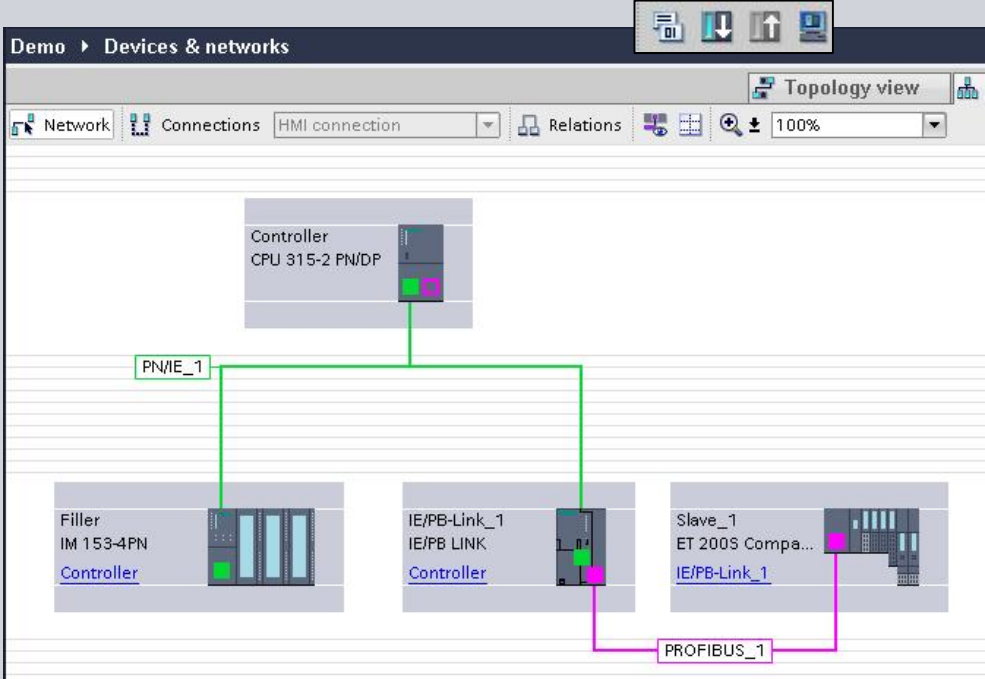 Demo ▸ Devices & networks
Topology view
Network Connections HMI connection Relations 100%
Controller
CPU 315-2 PN/DP
PN/IE_1
Filler
IM 153-4PN
Controller
IE/PB-Link_1
IE/PB LINK
Controller
Slave_1
ET 200S Compa...
IE/PB-Link_1
PROFIBUS_1